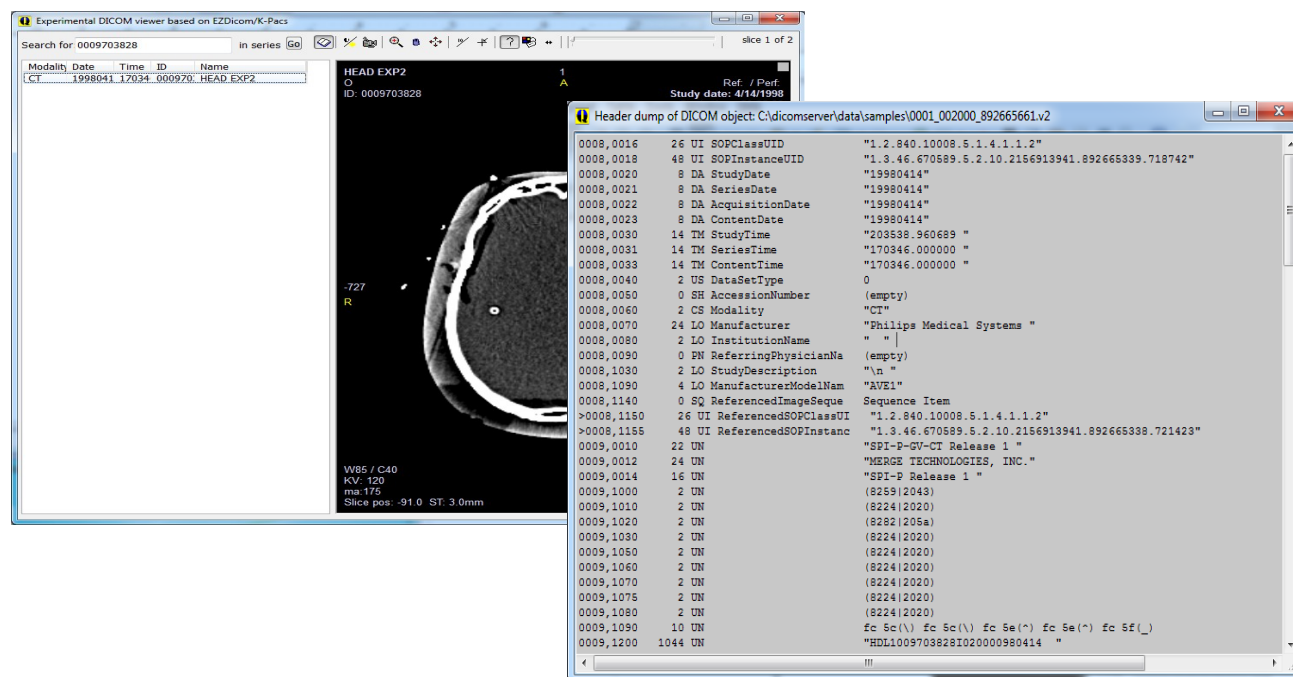 Experimental DICOM viewer based on EZDicom/K-Pacs
Search for 0009703828 in series Go slice 1 of 2
Modality Date Time ID Name
CT 1998041 17034 000970: HEAD EXP2
HEAD EXP2 1
O A Ref: / Perf:
ID: 0009703828 Study date: 4/14/1998
-727
R
W85 / C40
KV: 120
ma:175
Slice pos: -91.0 ST: 3.0mm
Header dump of DICOM object: C:\dicomserver\data\samples\0001_002000_892665661.v2
0008,0016 26 UI SOPClassUID "1.2.840.10008.5.1.4.1.1.2"
0008,0018 48 UI SOPInstanceUID "1.3.46.670589.5.2.10.2156913941.892665339.718742"
0008,0020 8 DA StudyDate "19980414"
0008,0021 8 DA SeriesDate "19980414"
0008,0022 8 DA AcquisitionDate "19980414"
0008,0023 8 DA ContentDate "19980414"
0008,0030 14 TM StudyTime "203538.960689 "
0008,0031 14 TM SeriesTime "170346.000000 "
0008,0033 14 TM ContentTime "170346.000000 "
0008,0040 2 US DataSetType 0
0008,0050 0 SH AccessionNumber (empty)
0008,0060 2 CS Modality "CT"
0008,0070 24 LO Manufacturer "Philips Medical Systems "
0008,0080 2 LO InstitutionName "  "
0008,0090 0 PN ReferringPhysicianNa (empty)
0008,1030 2 LO StudyDescription "\n "
0008,1090 4 LO ManufacturerModelNam "AVE1"
0008,1140 0 SQ ReferencedImageSeque Sequence Item
>0008,1150 26 UI ReferencedSOPClassUI "1.2.840.10008.5.1.4.1.1.2"
>0008,1155 48 UI ReferencedSOPInstanc "1.3.46.670589.5.2.10.2156913941.892665338.721423"
0009,0010 22 UN "SPI-P-GV-CT Release 1 "
0009,0012 24 UN "MERGE TECHNOLOGIES, INC."
0009,0014 16 UN "SPI-P Release 1 "
0009,1000 2 UN (8259|2043)
0009,1010 2 UN (8224|2020)
0009,1020 2 UN (8282|205a)
0009,1030 2 UN (8224|2020)
0009,1050 2 UN (8224|2020)
0009,1060 2 UN (8224|2020)
0009,1070 2 UN (8224|2020)
0009,1075 2 UN (8224|2020)
0009,1080 2 UN (8224|2020)
0009,1090 10 UN fc 5c(\) fc 5c(\) fc 5e(^) fc 5e(^) fc 5f(_)
0009,1200 1044 UN "HDL1009703828I020000980414  "